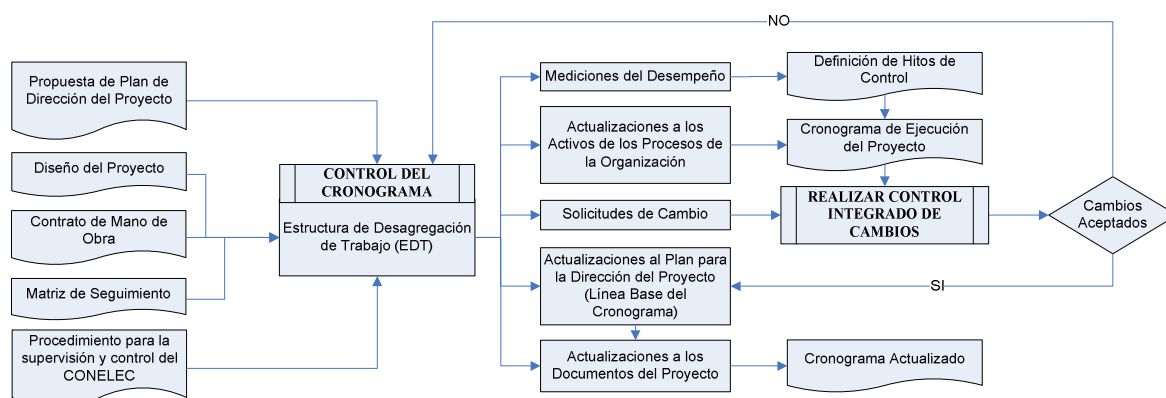 NO
Propuesta de Plan de
Dirección del Proyecto
Diseño del Proyecto
Contrato de Mano de
Obra
Matriz de Seguimiento
Procedimiento para la
supervisión y control del
CONELEC
CONTROL DEL
CRONOGRAMA
Estructura de Desagregación
de Trabajo (EDT)
Mediciones del Desempeño
Actualizaciones a los
Activos de los Procesos de
la Organización
Solicitudes de Cambio
Actualizaciones al Plan para
la Dirección del Proyecto
(Línea Base del
Cronograma)
Actualizaciones a los
Documentos del Proyecto
Definición de Hitos de
Control
Cronograma de Ejecución
del Proyecto
REALIZAR CONTROL
INTEGRADO DE
CAMBIOS
Cambios
Aceptados
SI
Cronograma Actualizado